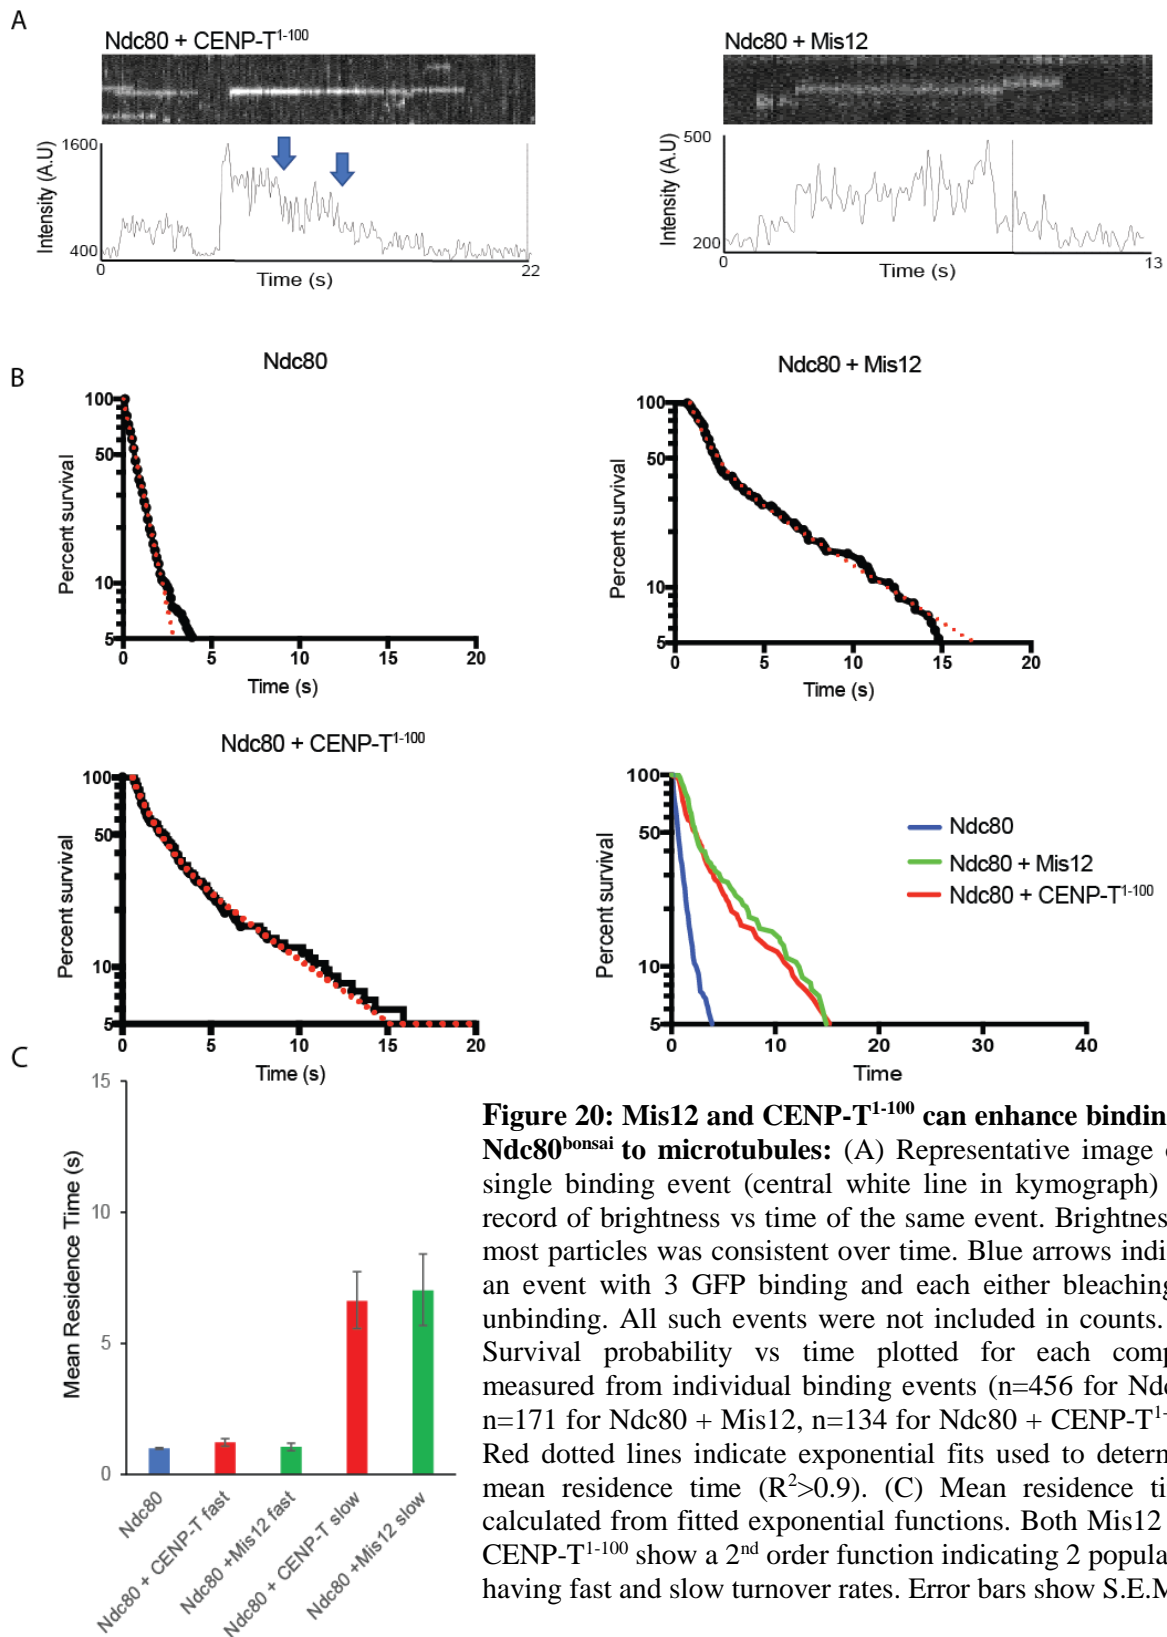 A
Ndc80 + CENP-T1-100
Ndc80 + Mis12
Intensity (A.U)
1600
400
0
22
Time (s)
Intensity (A.U)
500
200
0
13
Time (s)
B
Ndc80
Percent survival
100
50
10
5
0 5 10 15 20
Time (s)
Ndc80 + Mis12
Percent survival
100
50
10
5
0 5 10 15 20
Time (s)
Ndc80 + CENP-T1-100
Percent survival
100
50
10
5
0 5 10 15 20
Time (s)
Percent survival
100
50
10
5
0 10 20 30 40
Time
Ndc80
Ndc80 + Mis12
Ndc80 + CENP-T1-100
C
Mean Residence Time (s)
15
10
5
0
Ndc80
Ndc80 + CENP-T fast
Ndc80 +Mis12 fast
Ndc80 + CENP-T slow
Ndc80 +Mis12 slow
Figure 20: Mis12 and CENP-T1-100 can enhance bindin
Ndc80bonsai to microtubules: (A) Representative image
single binding event (central white line in kymograph)
record of brightness vs time of the same event. Brightnes
most particles was consistent over time. Blue arrows indi
an event with 3 GFP binding and each either bleaching
unbinding. All such events were not included in counts.
Survival probability vs time plotted for each comp
measured from individual binding events (n=456 for Ndc
n=171 for Ndc80 + Mis12, n=134 for Ndc80 + CENP-T1-
Red dotted lines indicate exponential fits used to determ
mean residence time (R2>0.9). (C) Mean residence ti
calculated from fitted exponential functions. Both Mis12
CENP-T1-100 show a 2nd order function indicating 2 popula
having fast and slow turnover rates. Error bars show S.E.M